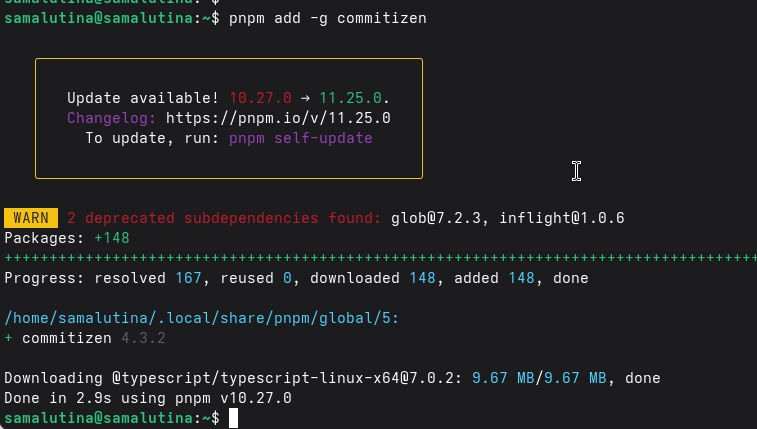 samalutina@samalutina:~$ pnpm add -g commitizen
Update available! 10.27.0 → 11.25.0.
Changelog: https://pnpm.io/v/11.25.0
To update, run: pnpm self-update
WARN 2 deprecated subdependencies found: glob@7.2.3, inflight@1.0.6
Packages: +148
++++++++++++++++++++++++++++++++++++++++++++++++++++++++++++++++++++++++++++++++++++
Progress: resolved 167, reused 0, downloaded 148, added 148, done
/home/samalutina/.local/share/pnpm/global/5:
+ commitizen 4.3.2
Downloading @typescript/typescript-linux-x64@7.0.2: 9.67 MB/9.67 MB, done
Done in 2.9s using pnpm v10.27.0
samalutina@samalutina:~$